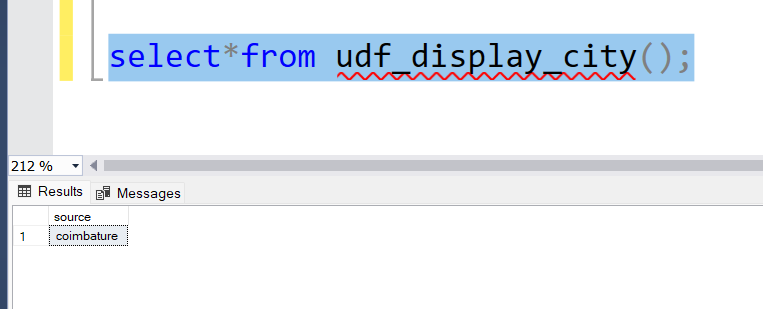 select*from udf_display_city();
212 %
Results Messages
source
1 coimbature